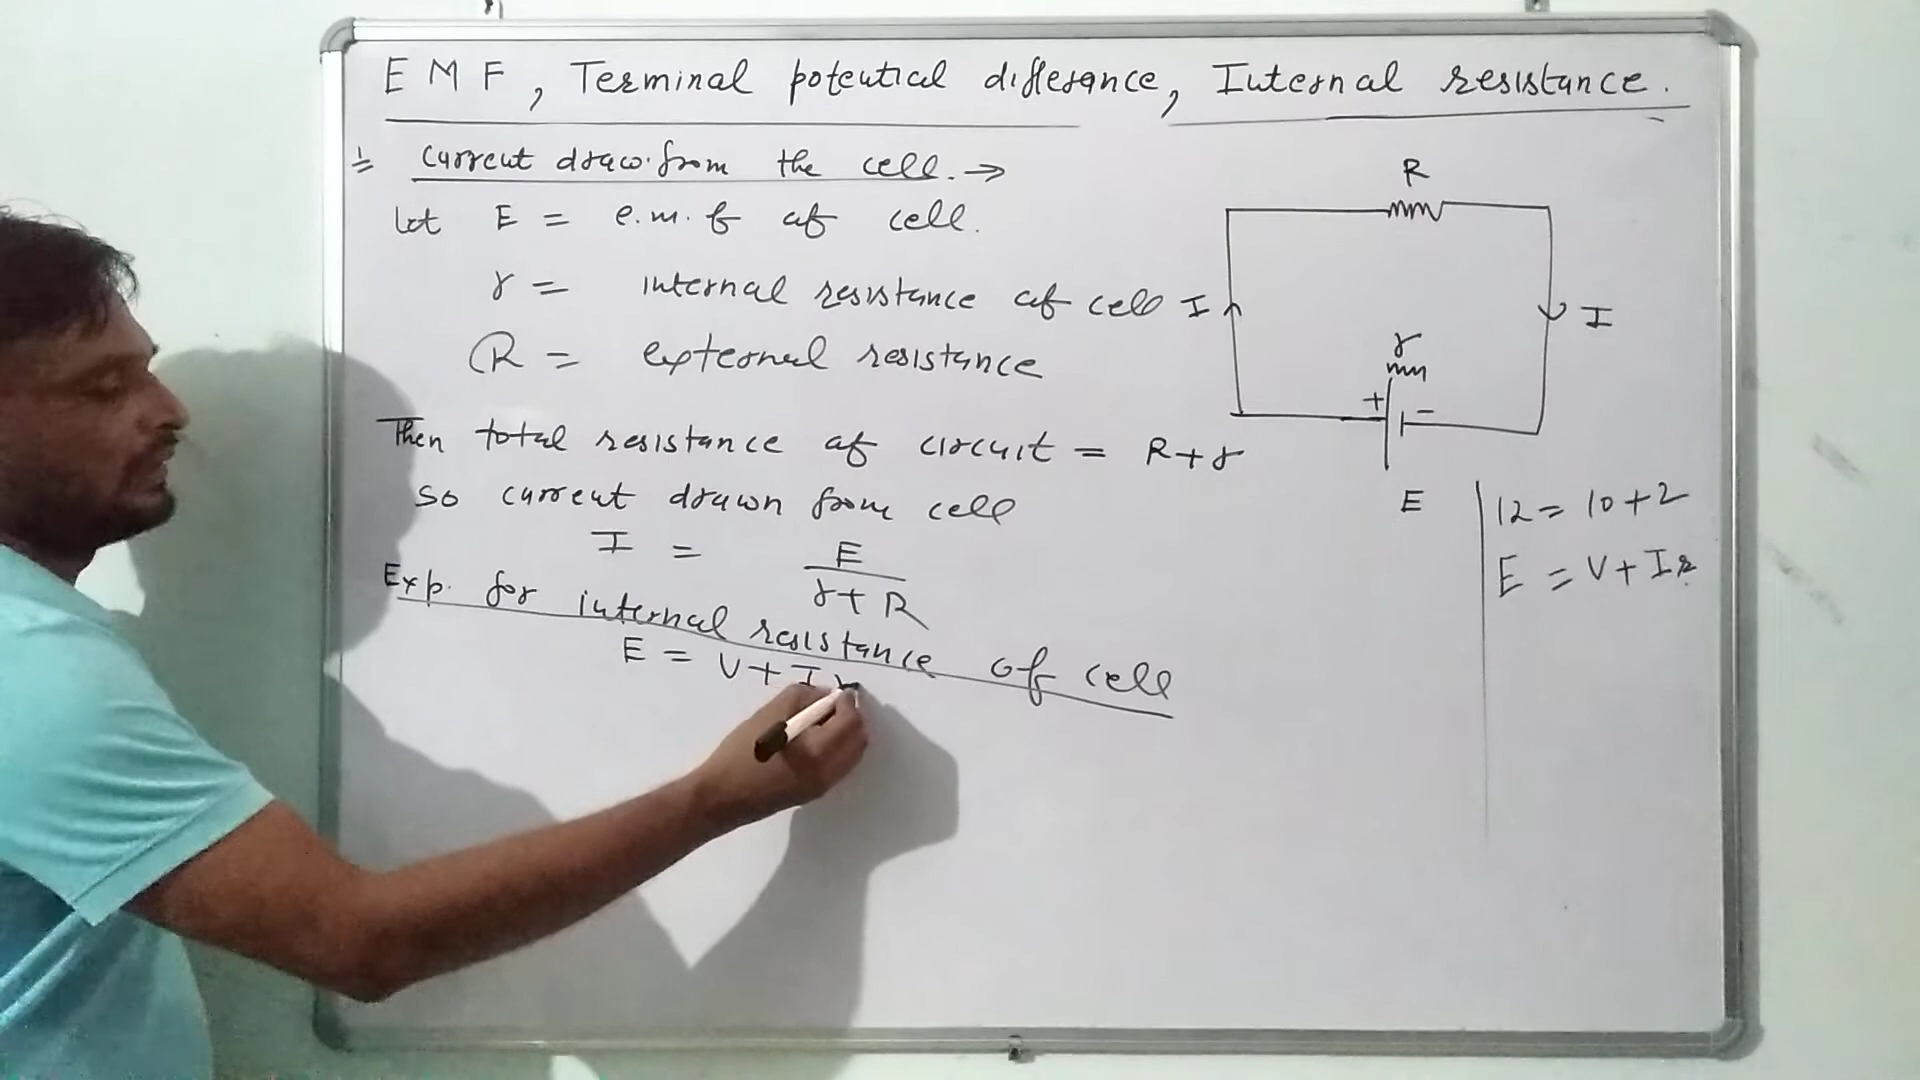 EMF, Terminal potential difference, Internal resistance.
1 current draw from the cell. →
let E = e.m.f of cell.
r = internal resistance of cell
R = external resistance
Then total resistance of circuit = R+r
So current drawn from cell
I = E
r+R
Exp. for internal resistance of cell
E = V+Ir
R
I
I
r
+ -
E
12 = 10+2
E = V+Ir